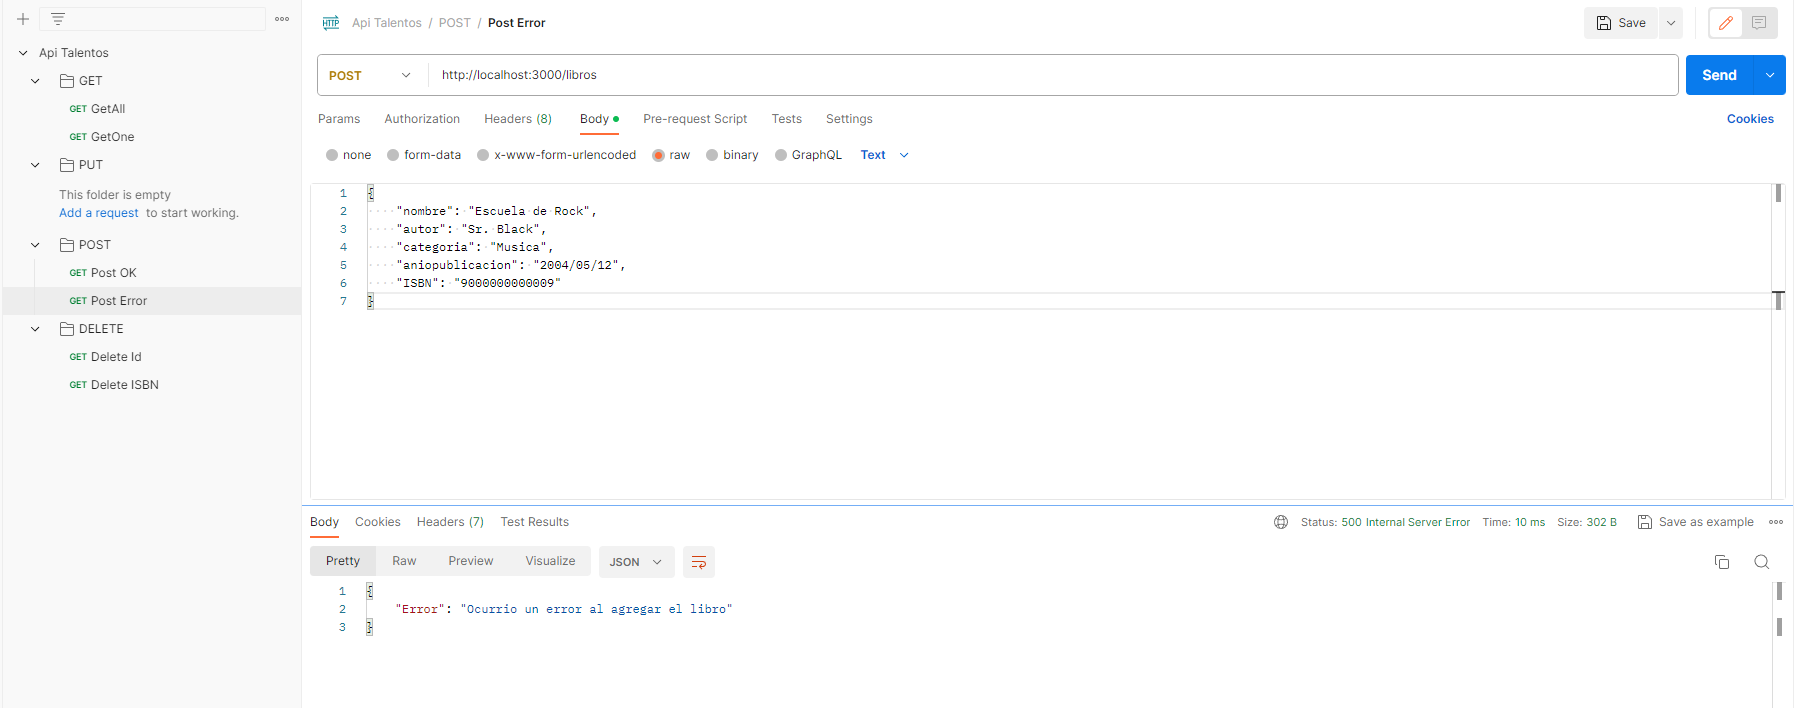 Api Talentos
GET
GET GetAll
GET GetOne
PUT
This folder is empty
Add a request to start working.
POST
GET Post OK
GET Post Error
DELETE
GET Delete Id
GET Delete ISBN
HTTP Api Talentos / POST / Post Error
Save
POST http://localhost:3000/libros
Send
Params Authorization Headers (8) Body Pre-request Script Tests Settings Cookies
none form-data x-www-form-urlencoded raw binary GraphQL Text
1 {
2 "nombre": "Escuela de Rock",
3 "autor": "Sr. Black",
4 "categoria": "Musica",
5 "aniopublicacion": "2004/05/12",
6 "ISBN": "9000000000009"
7 }
Body Cookies Headers (7) Test Results Status: 500 Internal Server Error Time: 10 ms Size: 302 B Save as example
Pretty Raw Preview Visualize JSON
1 {
2 "Error": "Ocurrio un error al agregar el libro"
3 }